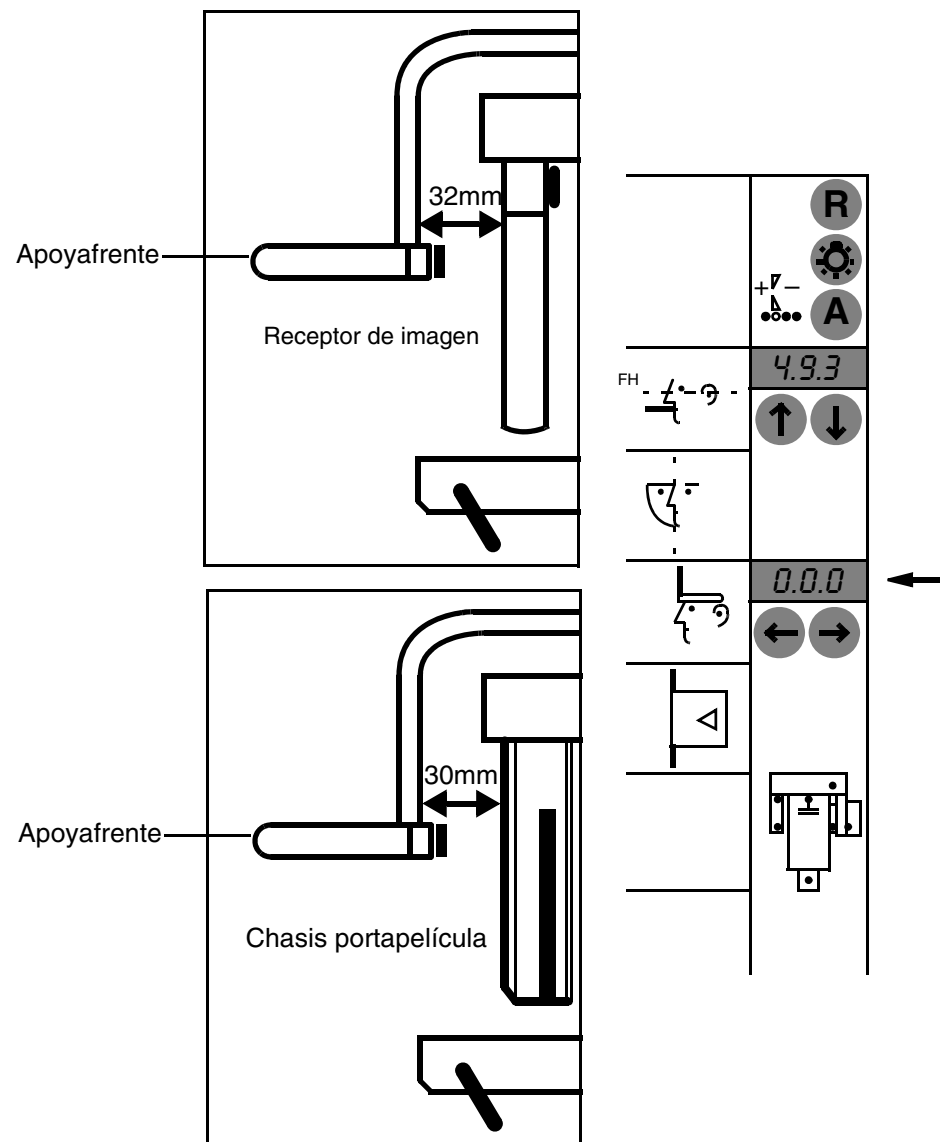 32mm
Apoyafrente
Receptor de imagen
30mm
Apoyafrente
Chasis portapelícula
R
+ –
A
4.9.3
FH
0.0.0